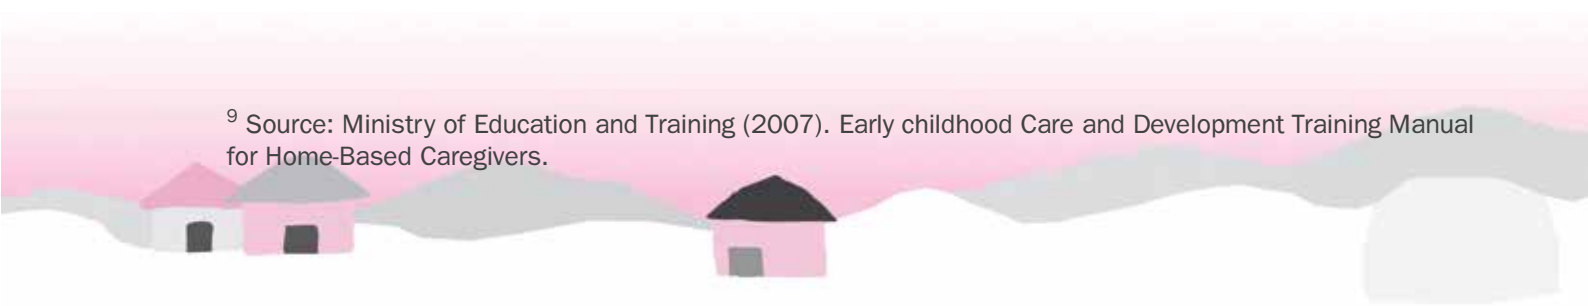 ⁹ Source: Ministry of Education and Training (2007). Early childhood Care and Development Training Manual
for Home-Based Caregivers.